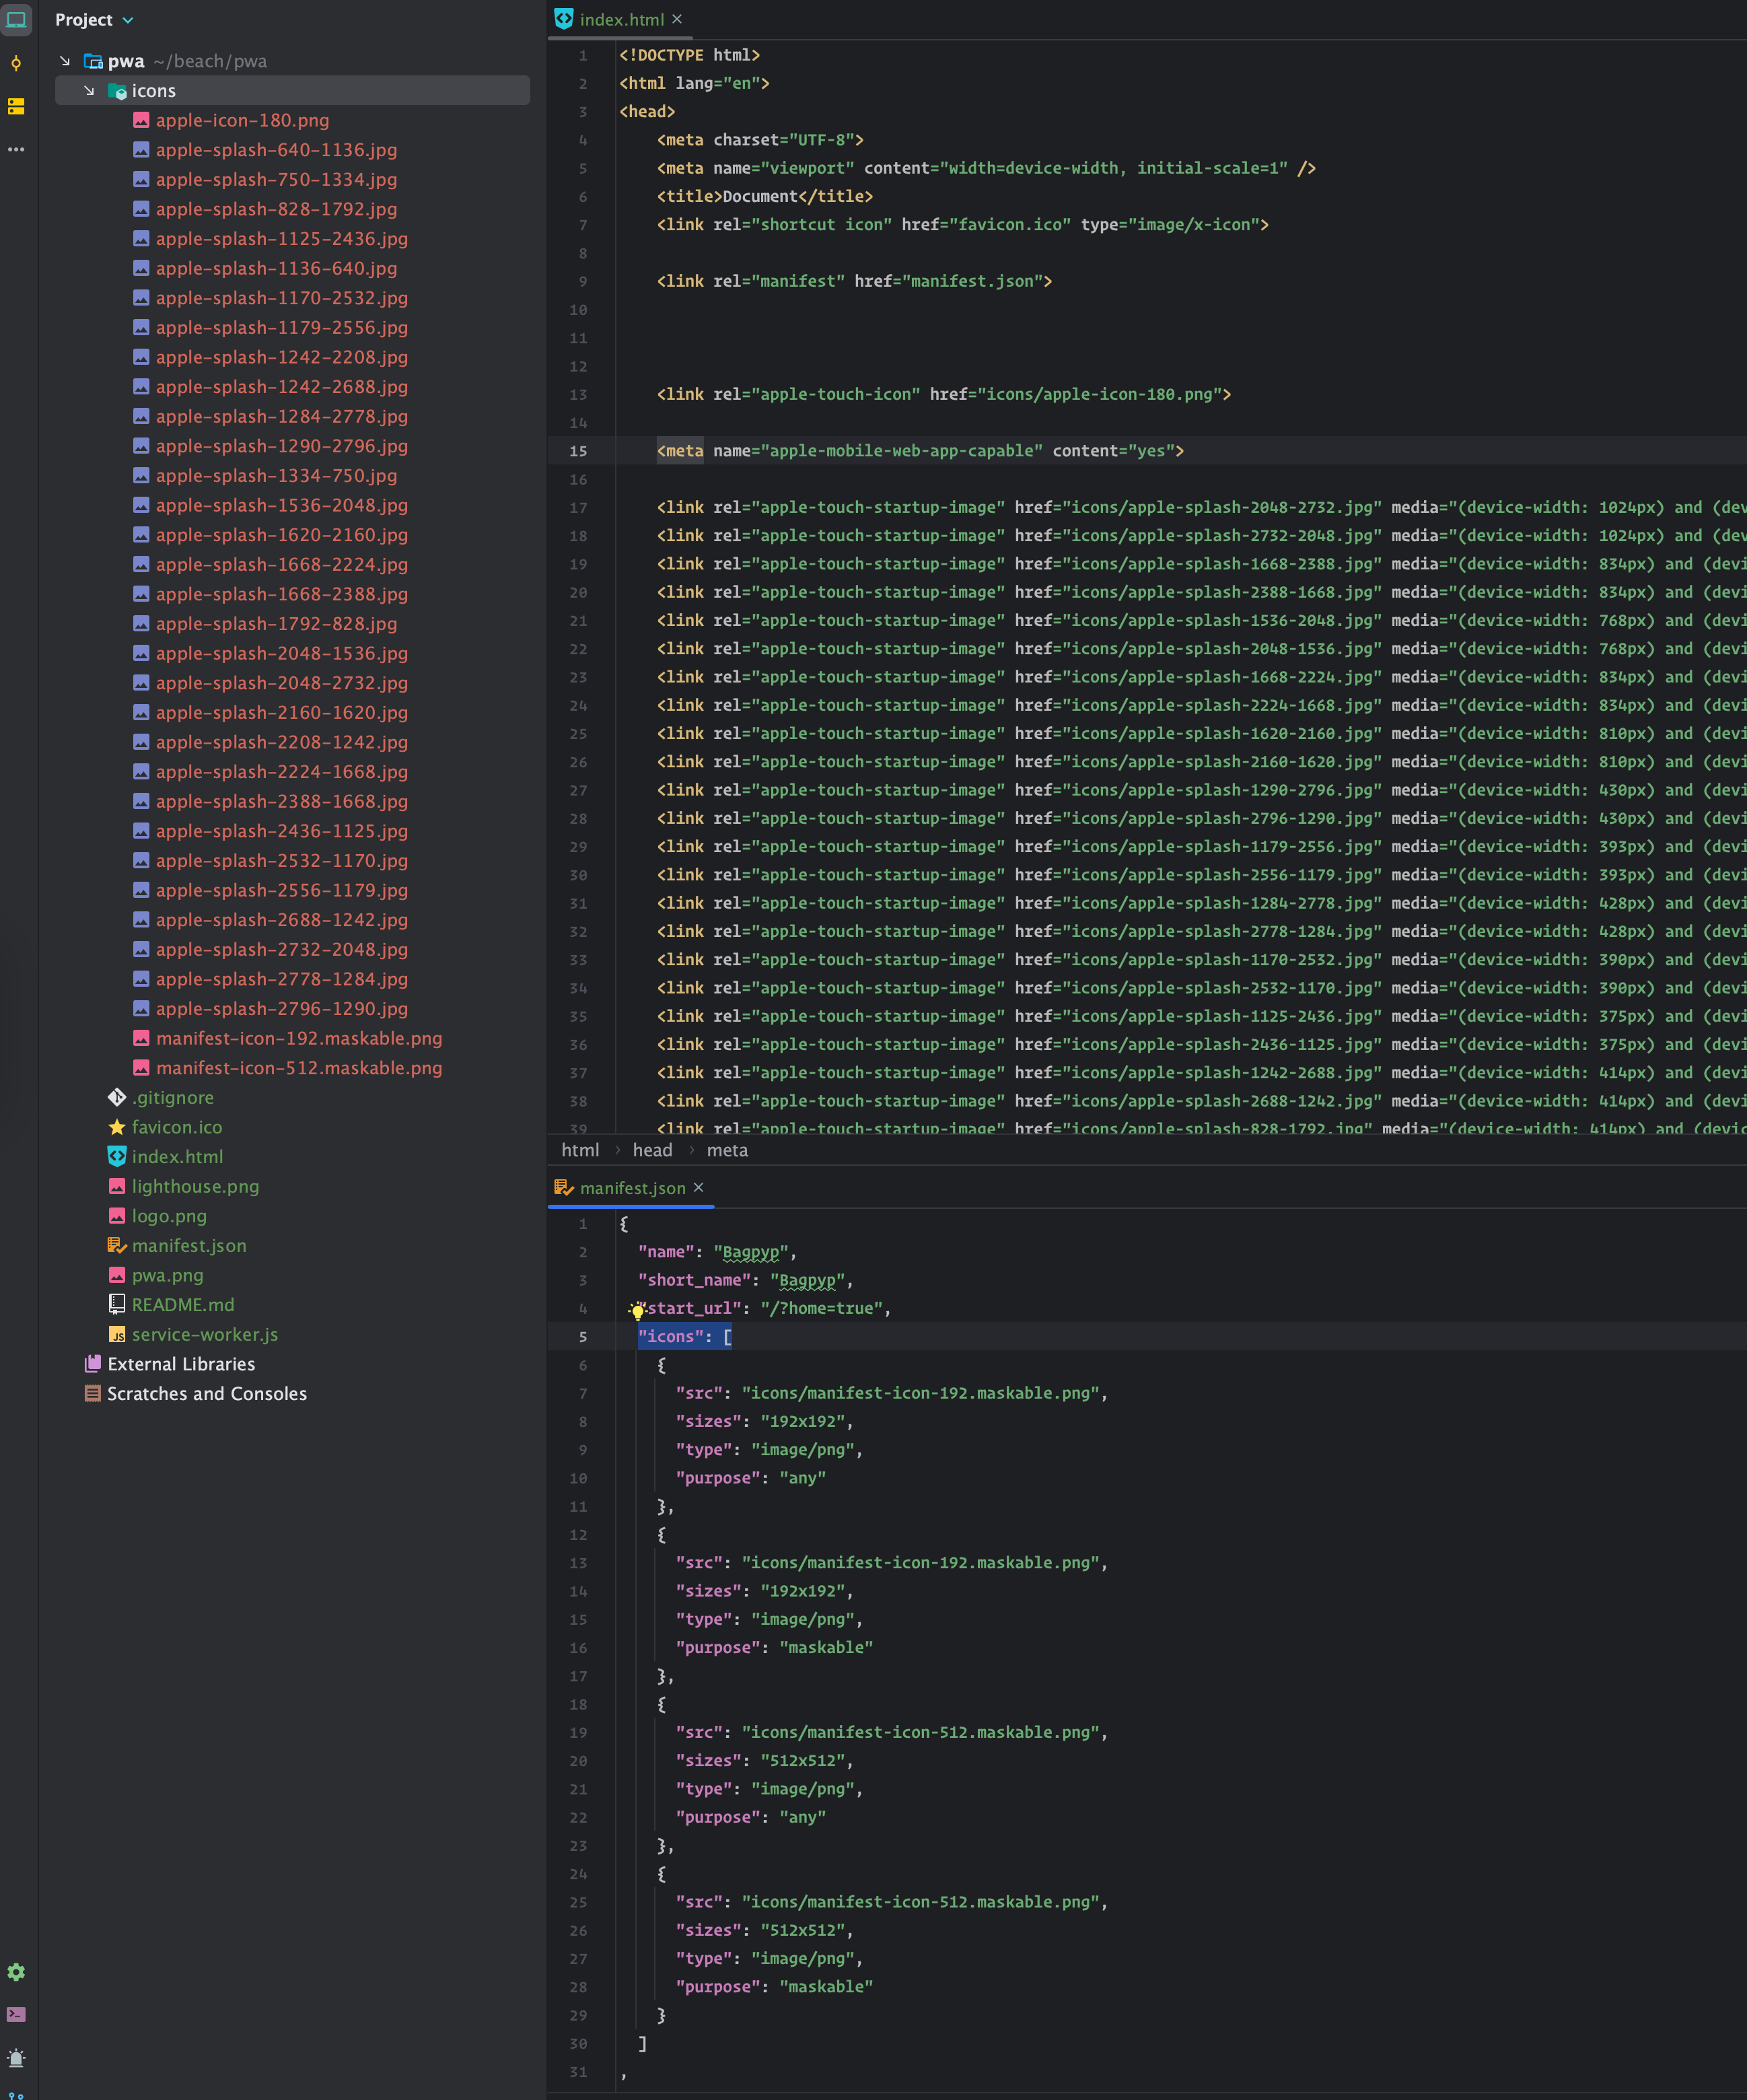 Project
pwa ~/beach/pwa
icons
apple-icon-180.png
apple-splash-640-1136.jpg
apple-splash-750-1334.jpg
apple-splash-828-1792.jpg
apple-splash-1125-2436.jpg
apple-splash-1136-640.jpg
apple-splash-1170-2532.jpg
apple-splash-1179-2556.jpg
apple-splash-1242-2208.jpg
apple-splash-1242-2688.jpg
apple-splash-1284-2778.jpg
apple-splash-1290-2796.jpg
apple-splash-1334-750.jpg
apple-splash-1536-2048.jpg
apple-splash-1620-2160.jpg
apple-splash-1668-2224.jpg
apple-splash-1668-2388.jpg
apple-splash-1792-828.jpg
apple-splash-2048-1536.jpg
apple-splash-2048-2732.jpg
apple-splash-2160-1620.jpg
apple-splash-2208-1242.jpg
apple-splash-2224-1668.jpg
apple-splash-2388-1668.jpg
apple-splash-2436-1125.jpg
apple-splash-2532-1170.jpg
apple-splash-2556-1179.jpg
apple-splash-2688-1242.jpg
apple-splash-2732-2048.jpg
apple-splash-2778-1284.jpg
apple-splash-2796-1290.jpg
manifest-icon-192.maskable.png
manifest-icon-512.maskable.png
.gitignore
favicon.ico
index.html
lighthouse.png
logo.png
manifest.json
pwa.png
README.md
JS service-worker.js
External Libraries
Scratches and Consoles
index.html
1 <!DOCTYPE html>
2 <html lang="en">
3 <head>
4 <meta charset="UTF-8">
5 <meta name="viewport" content="width=device-width, initial-scale=1" />
6 <title>Document</title>
7 <link rel="shortcut icon" href="favicon.ico" type="image/x-icon">
8
9 <link rel="manifest" href="manifest.json">
10
11
12
13 <link rel="apple-touch-icon" href="icons/apple-icon-180.png">
14
15 <meta name="apple-mobile-web-app-capable" content="yes">
16
17 <link rel="apple-touch-startup-image" href="icons/apple-splash-2048-2732.jpg" media="(device-width: 1024px) and (dev
18 <link rel="apple-touch-startup-image" href="icons/apple-splash-2732-2048.jpg" media="(device-width: 1024px) and (dev
19 <link rel="apple-touch-startup-image" href="icons/apple-splash-1668-2388.jpg" media="(device-width: 834px) and (devi
20 <link rel="apple-touch-startup-image" href="icons/apple-splash-2388-1668.jpg" media="(device-width: 834px) and (devi
21 <link rel="apple-touch-startup-image" href="icons/apple-splash-1536-2048.jpg" media="(device-width: 768px) and (devi
22 <link rel="apple-touch-startup-image" href="icons/apple-splash-2048-1536.jpg" media="(device-width: 768px) and (devi
23 <link rel="apple-touch-startup-image" href="icons/apple-splash-1668-2224.jpg" media="(device-width: 834px) and (devi
24 <link rel="apple-touch-startup-image" href="icons/apple-splash-2224-1668.jpg" media="(device-width: 834px) and (devi
25 <link rel="apple-touch-startup-image" href="icons/apple-splash-1620-2160.jpg" media="(device-width: 810px) and (devi
26 <link rel="apple-touch-startup-image" href="icons/apple-splash-2160-1620.jpg" media="(device-width: 810px) and (devi
27 <link rel="apple-touch-startup-image" href="icons/apple-splash-1290-2796.jpg" media="(device-width: 430px) and (devi
28 <link rel="apple-touch-startup-image" href="icons/apple-splash-2796-1290.jpg" media="(device-width: 430px) and (devi
29 <link rel="apple-touch-startup-image" href="icons/apple-splash-1179-2556.jpg" media="(device-width: 393px) and (devi
30 <link rel="apple-touch-startup-image" href="icons/apple-splash-2556-1179.jpg" media="(device-width: 393px) and (devi
31 <link rel="apple-touch-startup-image" href="icons/apple-splash-1284-2778.jpg" media="(device-width: 428px) and (devi
32 <link rel="apple-touch-startup-image" href="icons/apple-splash-2778-1284.jpg" media="(device-width: 428px) and (devi
33 <link rel="apple-touch-startup-image" href="icons/apple-splash-1170-2532.jpg" media="(device-width: 390px) and (devi
34 <link rel="apple-touch-startup-image" href="icons/apple-splash-2532-1170.jpg" media="(device-width: 390px) and (devi
35 <link rel="apple-touch-startup-image" href="icons/apple-splash-1125-2436.jpg" media="(device-width: 375px) and (devi
36 <link rel="apple-touch-startup-image" href="icons/apple-splash-2436-1125.jpg" media="(device-width: 375px) and (devi
37 <link rel="apple-touch-startup-image" href="icons/apple-splash-1242-2688.jpg" media="(device-width: 414px) and (devi
38 <link rel="apple-touch-startup-image" href="icons/apple-splash-2688-1242.jpg" media="(device-width: 414px) and (devi
39 <link rel="apple-touch-startup-image" href="icons/apple-splash-828-1792.jpg" media="(device-width: 414px) and (devic
html > head > meta
manifest.json
1 {
2 "name": "Bagpyp",
3 "short_name": "Bagpyp",
4 "start_url": "/?home=true",
5 "icons": [
6 {
7 "src": "icons/manifest-icon-192.maskable.png",
8 "sizes": "192x192",
9 "type": "image/png",
10 "purpose": "any"
11 },
12 {
13 "src": "icons/manifest-icon-192.maskable.png",
14 "sizes": "192x192",
15 "type": "image/png",
16 "purpose": "maskable"
17 },
18 {
19 "src": "icons/manifest-icon-512.maskable.png",
20 "sizes": "512x512",
21 "type": "image/png",
22 "purpose": "any"
23 },
24 {
25 "src": "icons/manifest-icon-512.maskable.png",
26 "sizes": "512x512",
27 "type": "image/png",
28 "purpose": "maskable"
29 }
30 ]
31 ,